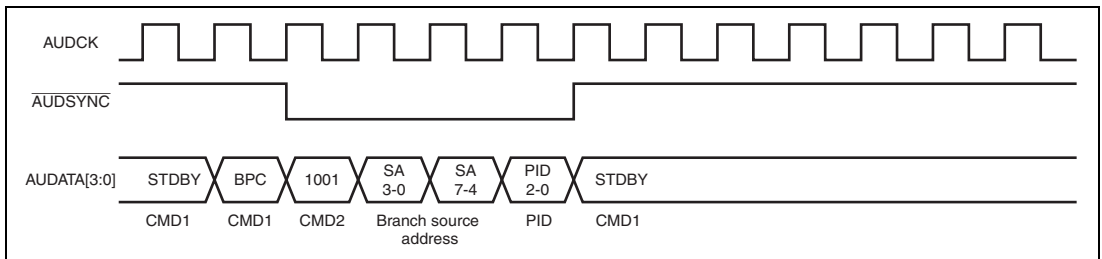 AUDCK
AUDSYNC
AUDATA[3:0]
STDBY
BPC
1001
SA
3-0
SA
7-4
PID
2-0
STDBY
CMD1
CMD1
CMD2
Branch source
address
PID
CMD1